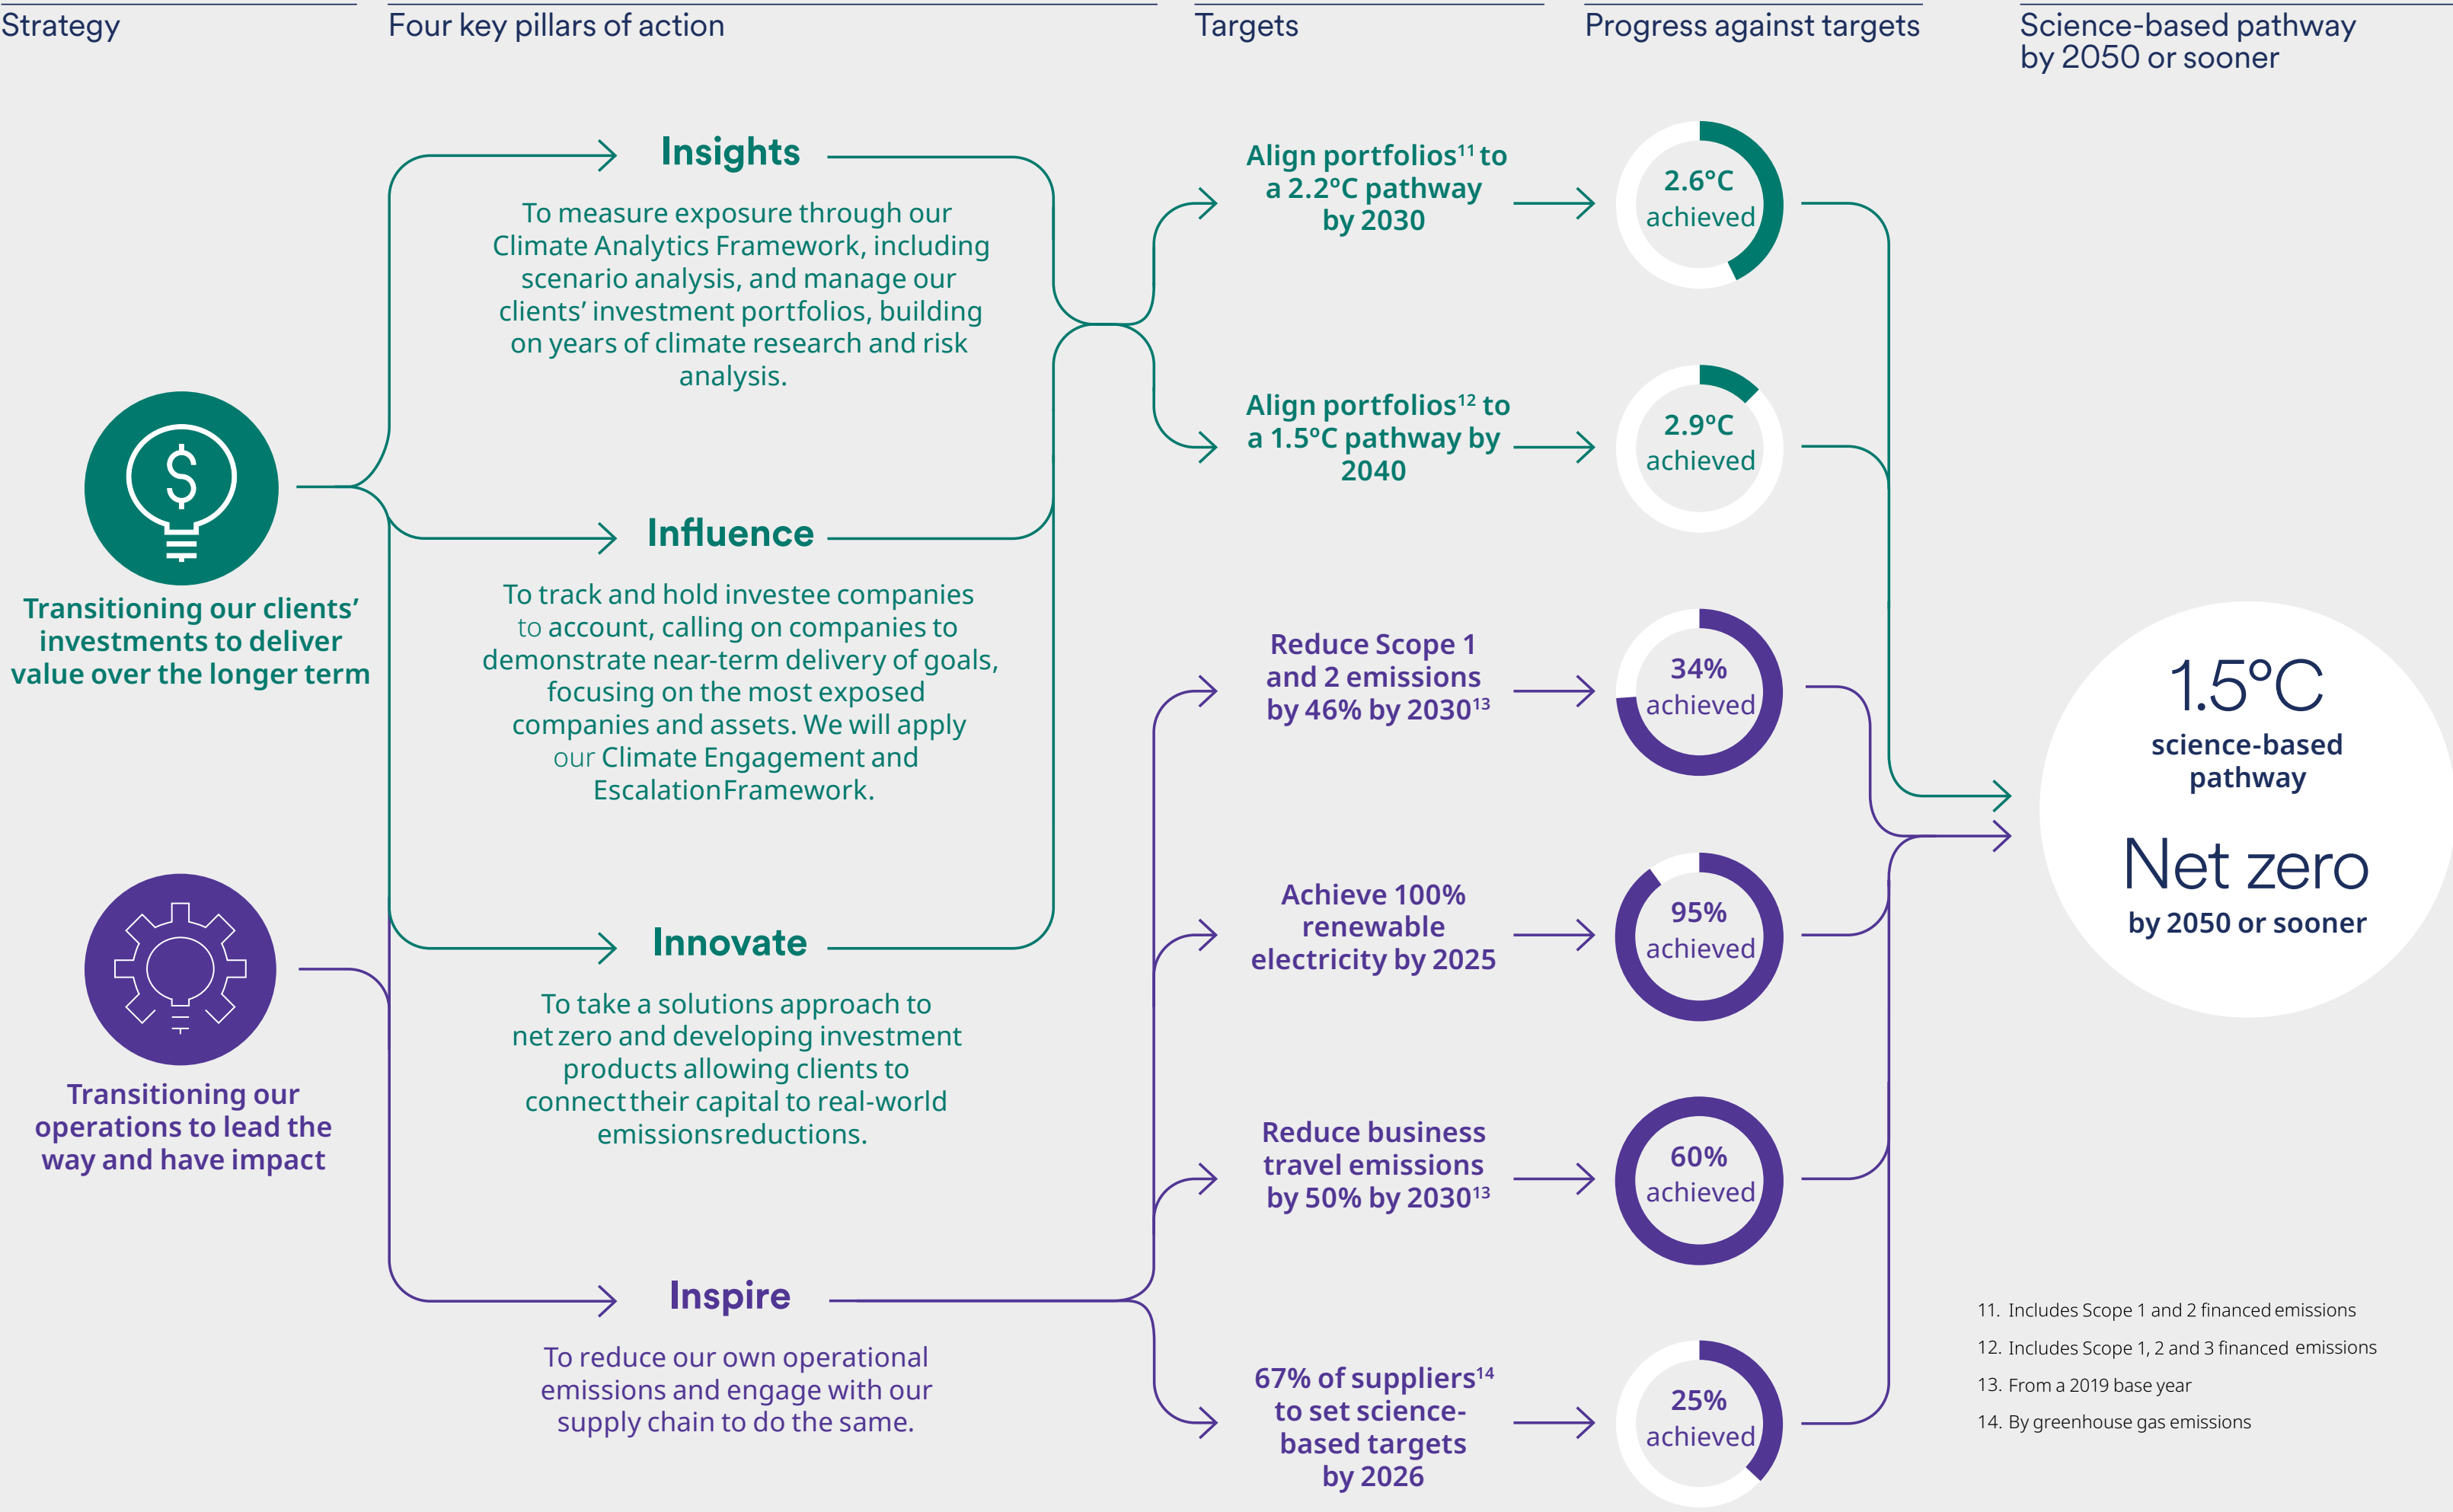 Strategy
Four key pillars of action
Targets
Progress against targets
Science-based pathway
by 2050 or sooner
Transitioning our clients’
investments to deliver
value over the longer term
Transitioning our
operations to lead the
way and have impact
Insights
To measure exposure through our
Climate Analytics Framework, including
scenario analysis, and manage our
clients’ investment portfolios, building
on years of climate research and risk
analysis.
Influence
To track and hold investee companies
to account, calling on companies to
demonstrate near-term delivery of goals,
focusing on the most exposed
companies and assets. We will apply
our Climate Engagement and
EscalationFramework.
Innovate
To take a solutions approach to
net zero and developing investment
products allowing clients to
connect their capital to real-world
emissionsreductions.
Inspire
To reduce our own operational
emissions and engage with our
supply chain to do the same.
Align portfolios¹¹ to
a 2.2ºC pathway
by 2030
2.6°C
achieved
Align portfolios¹² to
a 1.5ºC pathway by
2040
2.9ºC
achieved
Reduce Scope 1
and 2 emissions
by 46% by 2030¹³
34%
achieved
Achieve 100%
renewable
electricity by 2025
95%
achieved
Reduce business
travel emissions
by 50% by 2030¹³
60%
achieved
67% of suppliers¹⁴
to set science-
based targets
by 2026
25%
achieved
1.5°C
science-based
pathway
Net zero
by 2050 or sooner
11. Includes Scope 1 and 2 financed emissions
12. Includes Scope 1, 2 and 3 financed emissions
13. From a 2019 base year
14. By greenhouse gas emissions